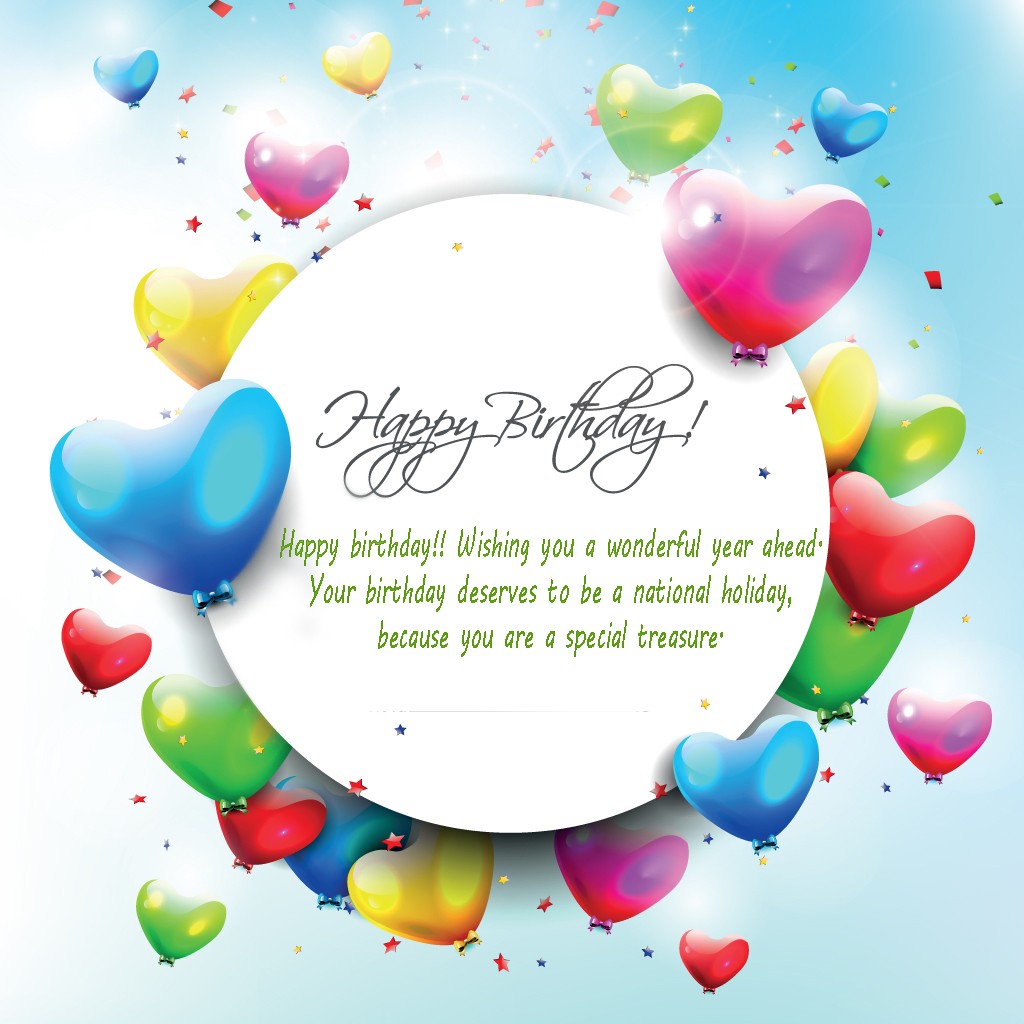 Happy Birthday!
Happy birthday!! Wishing you a wonderful year ahead.
Your birthday deserves to be a national holiday,
because you are a special treasure.